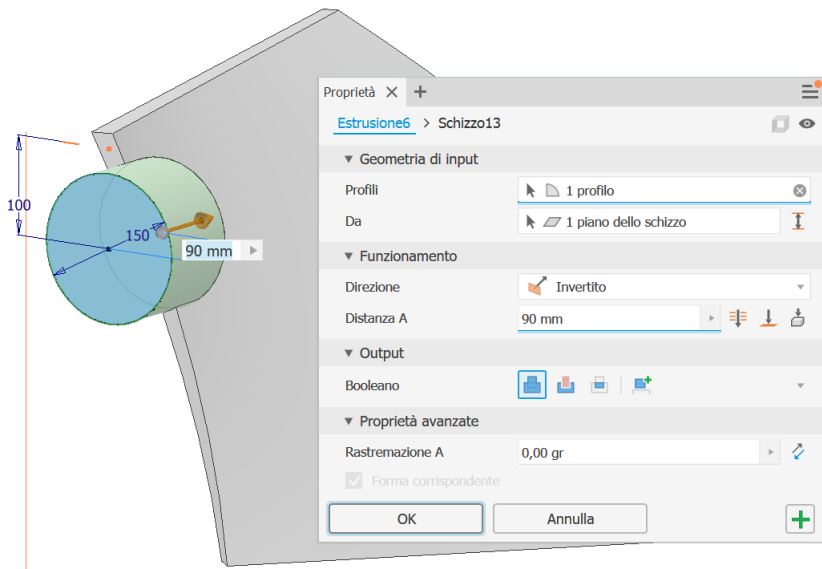 100
150
90 mm
Proprietà
Estrusione6 > Schizzo13
Geometria di input
Profili 1 profilo
Da 1 piano dello schizzo
Funzionamento
Direzione Invertito
Distanza A 90 mm
Output
Booleano
Proprietà avanzate
Rastremazione A 0,00 gr
Forma corrispondente
OK Annulla